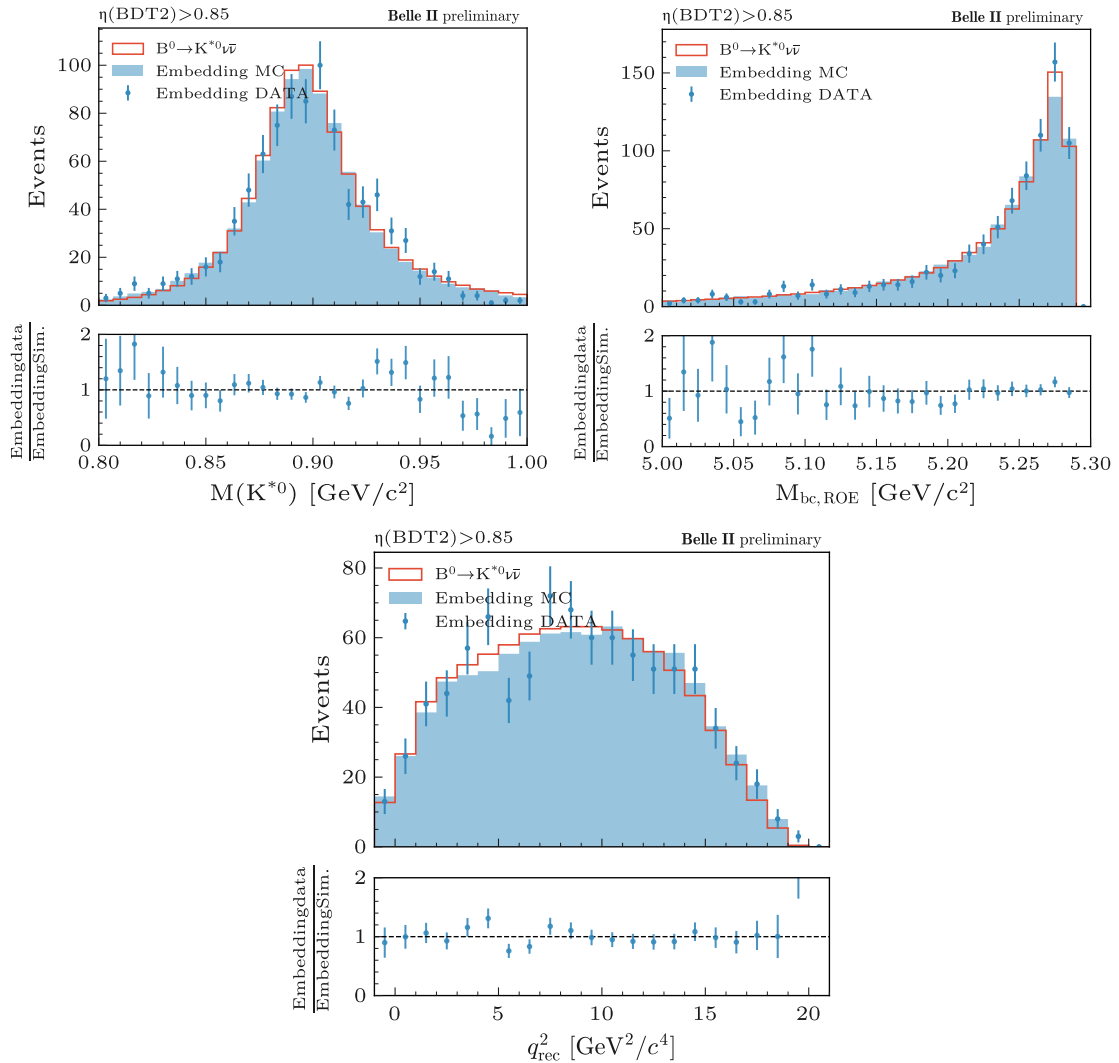 η(BDT2)>0.85 Belle II preliminary
B⁰→K*⁰νν̄
Embedding MC
Embedding DATA
Events
100
80
60
40
20
0
Embeddingdata
EmbeddingSim.
2
1
0
0.80 0.85 0.90 0.95 1.00
M(K*⁰) [GeV/c²]
η(BDT2)>0.85 Belle II preliminary
B⁰→K*⁰νν̄
Embedding MC
Embedding DATA
Events
150
100
50
0
Embeddingdata
EmbeddingSim.
2
1
0
5.00 5.05 5.10 5.15 5.20 5.25 5.30
M_bc, ROE [GeV/c²]
η(BDT2)>0.85 Belle II preliminary
B⁰→K*⁰νν̄
Embedding MC
Embedding DATA
Events
80
60
40
20
0
Embeddingdata
EmbeddingSim.
2
1
0
0 5 10 15 20
q²_rec [GeV²/c⁴]